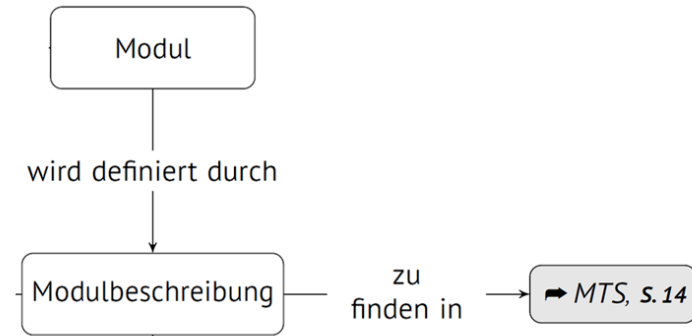 Modul
wird definiert durch
Modulbeschreibung
zu
finden in
➦ MTS, S. 14